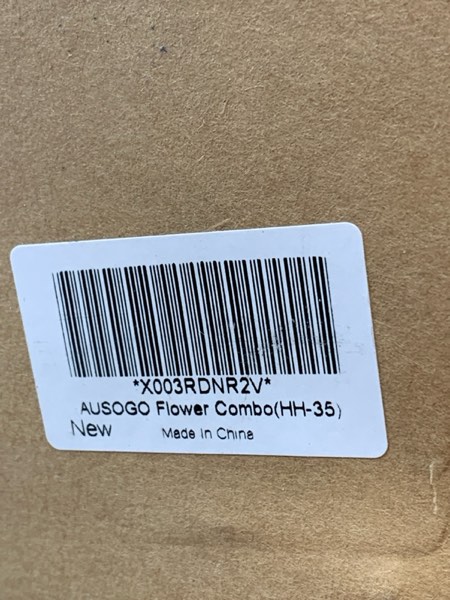 *X003RDNR2V*
AUSOGO Flower Combo(HH-35)
New
Made In China